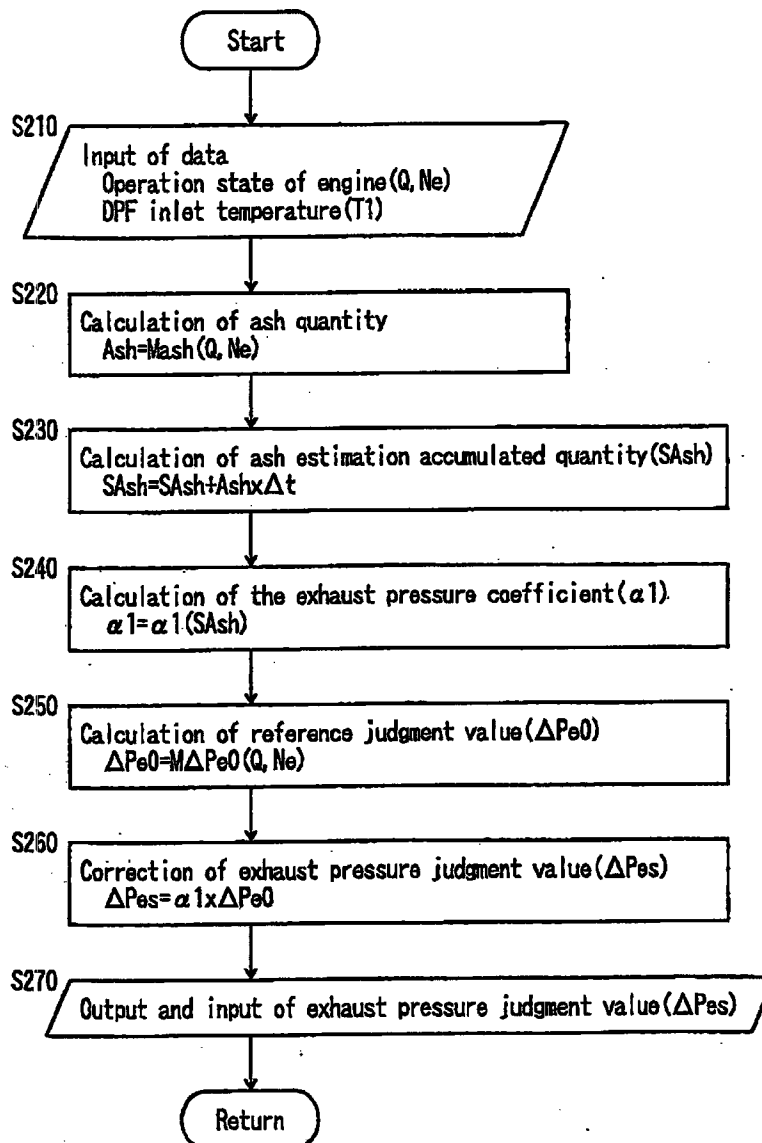 Start
S210
Input of data
Operation state of engine(Q,Ne)
DPF inlet temperature(T1)
S220
Calculation of ash quantity
Ash=Mash(Q,Ne)
S230
Calculation of ash estimation accumulated quantity(SAsh)
SAsh=SAsh+Ash×Δt
S240
Calculation of the exhaust pressure coefficient(α1)
α1=α1(SAsh)
S250
Calculation of reference judgment value(ΔPe0)
ΔPe0=MΔPe0(Q,Ne)
S260
Correction of exhaust pressure judgment value(ΔPes)
ΔPes=α1×ΔPe0
S270
Output and input of exhaust pressure judgment value(ΔPes)
Return